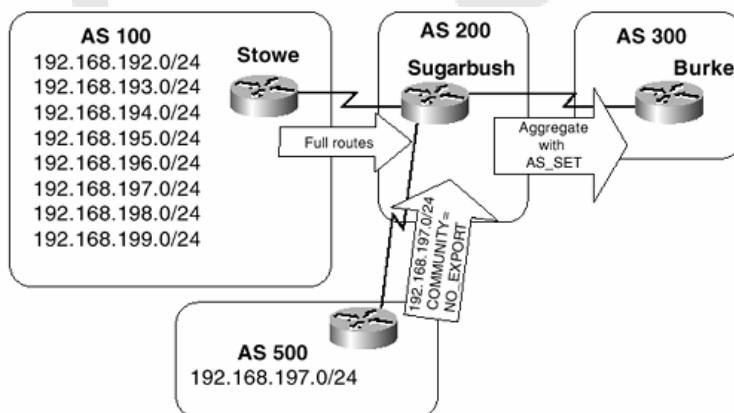 AS 100
192.168.192.0/24
192.168.193.0/24
192.168.194.0/24
192.168.195.0/24
192.168.196.0/24
192.168.197.0/24
192.168.198.0/24
192.168.199.0/24
Stowe
Full routes
AS 200
Sugarbush
Aggregate
with
AS_SET
AS 300
Burke
192.168.197.0/24
COMMUNITY=
NO_EXPORT
AS 500
192.168.197.0/24